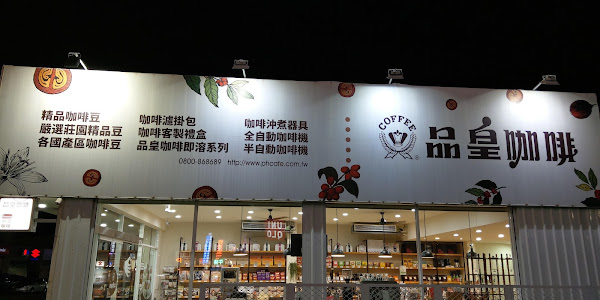 精品咖啡豆
嚴選莊園精品豆
各國產區咖啡豆
咖啡濾掛包
咖啡客製禮盒
品皇咖啡即溶系列
咖啡沖煮器具
全自動咖啡機
半自動咖啡機
0800-868689 http://www.phcafe.com.tw
COFFEE
®
品皇咖啡
UNI
QLO